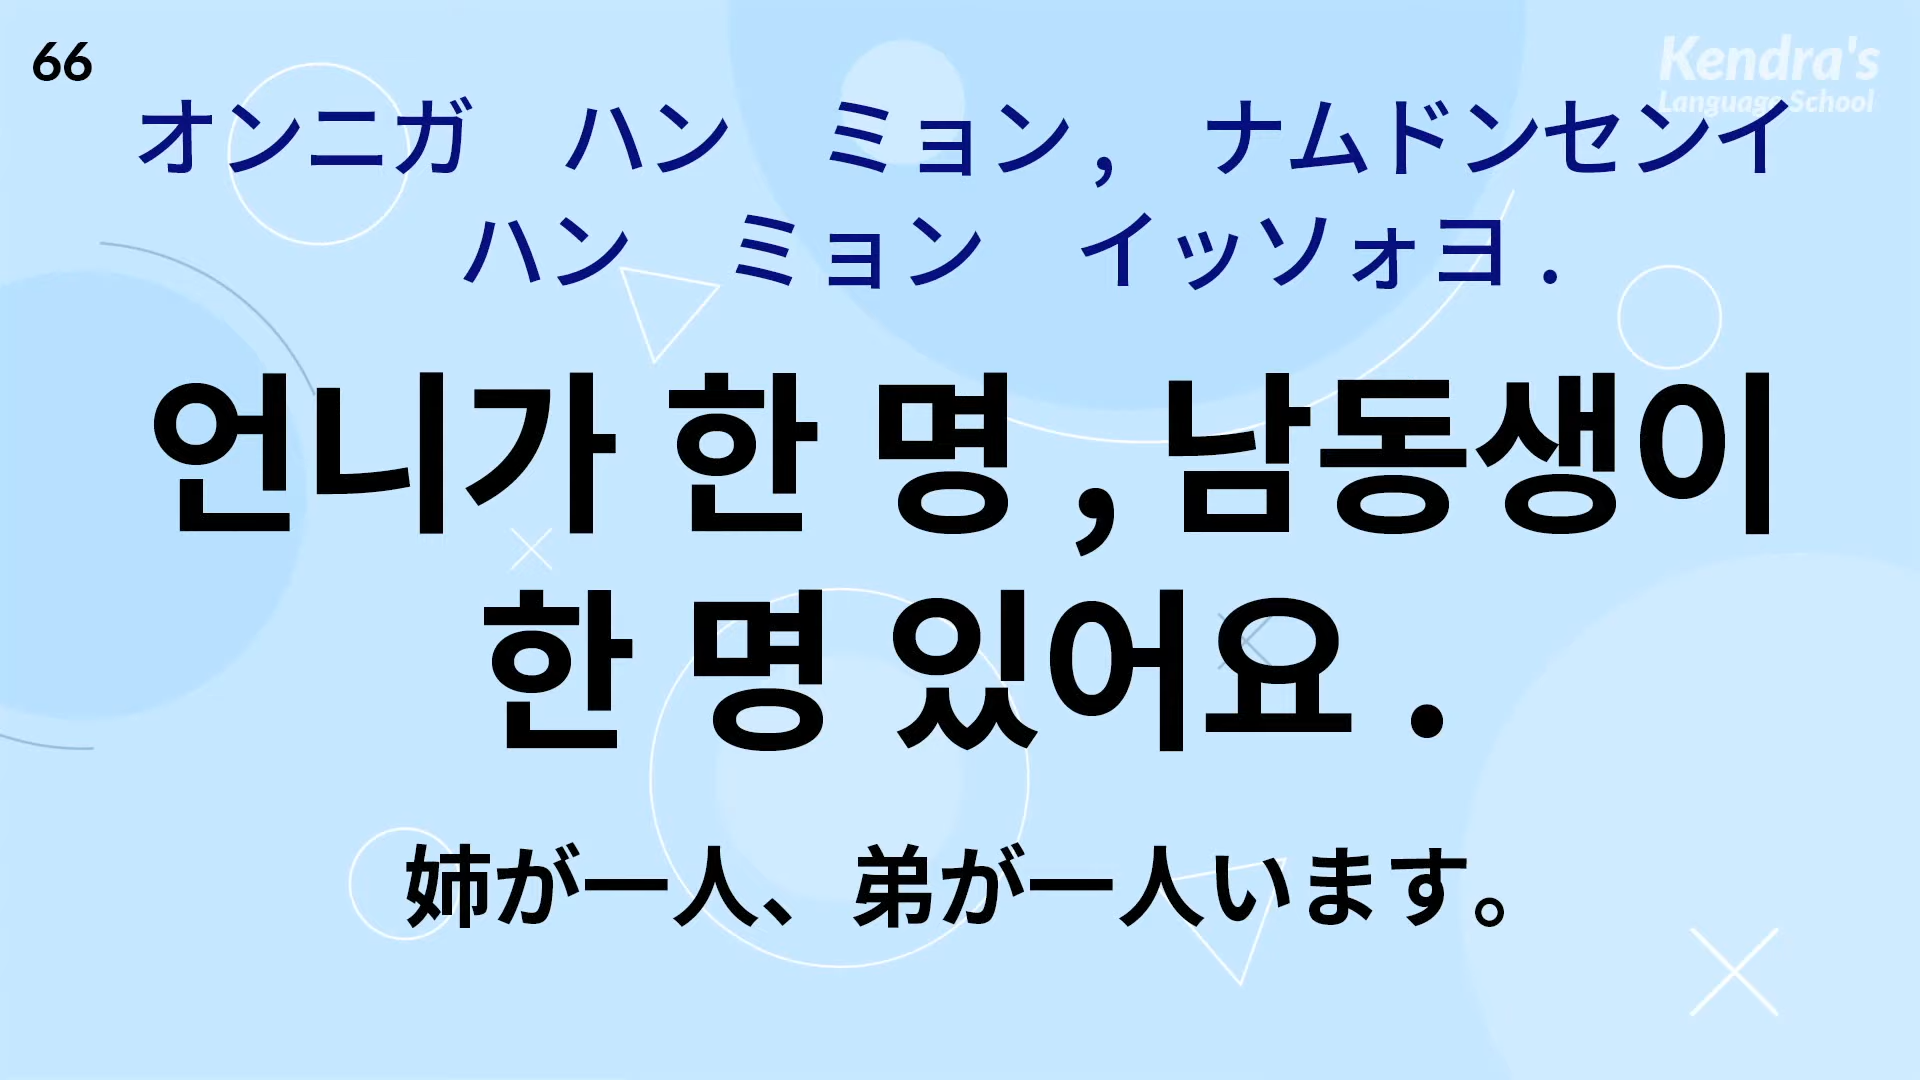 66
Kendra's
Language School
オンニガ　ハン　ミョン,　ナムドンセンイ
ハン　ミョン　イッソォヨ.
언니가 한 명 , 남동생이
한 명 있어요 .
姉が一人、弟が一人います。